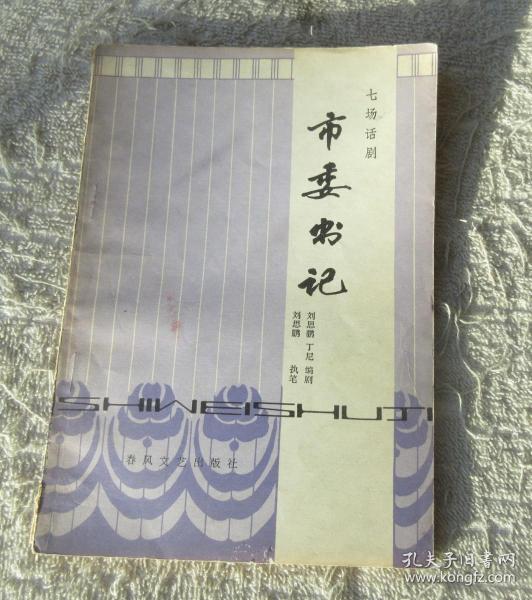 七场话剧
市委书记
刘思鹏 丁尼 编剧
刘思鹏 执笔
SHIWEISHUJI
春风文艺出版社
孔夫子旧书网
www.kongfz.com